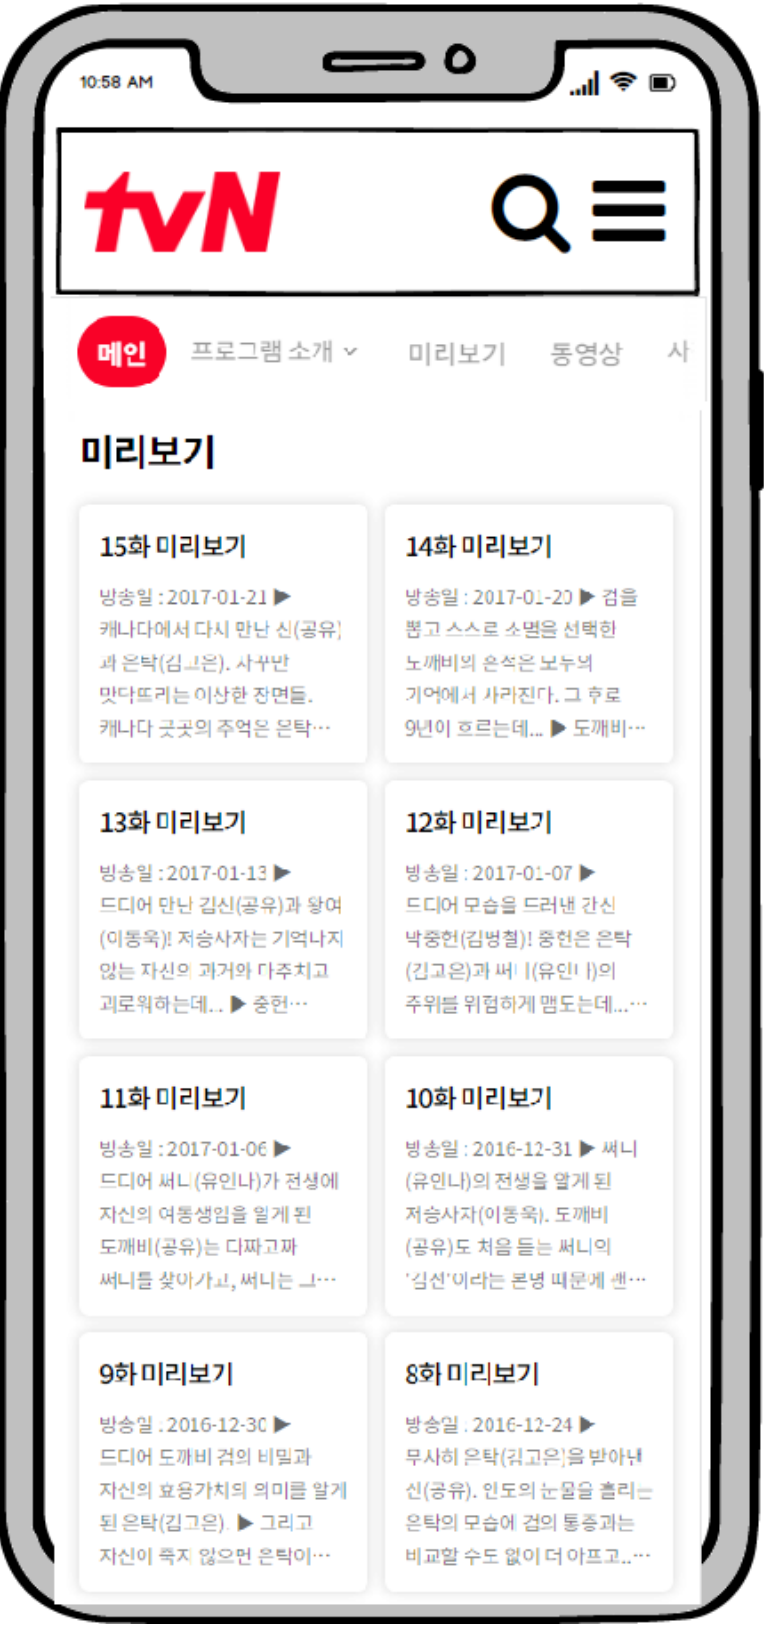 10:58 AM
tvN
메인 프로그램 소개 미리보기 동영상 사
미리보기
15화 미리보기
방송일 : 2017-01-21 ▶
캐나다에서 다시 만난 신(공유)
과 은탁(김고은). 자꾸만
맞닥뜨리는 이상한 장면들.
캐나다 곳곳의 추억은 은탁…
14화 미리보기
방송일 : 2017-01-20 ▶ 검을
뽑고 스스로 소멸을 선택한
도깨비의 흔적은 모두의
기억에서 사라진다. 그 후로
9년이 흐르는데... ▶ 도깨비…
13화 미리보기
방송일 : 2017-01-13 ▶
드디어 만난 김신(공유)과 왕여
(이동욱)! 저승사자는 기억나지
않는 자신의 과거와 마주치고
괴로워하는데... ▶ 중헌…
12화 미리보기
방송일 : 2017-01-07 ▶
드디어 모습을 드러낸 간신
박중헌(김병철)! 중헌은 은탁
(김고은)과 써니(유인나)의
주위를 위험하게 맴도는데...…
11화 미리보기
방송일 : 2017-01-06 ▶
드디어 써니(유인나)가 전생에
자신의 여동생임을 알게 된
도깨비(공유)는 다짜고짜
써니를 찾아가고, 써니는 그…
10화 미리보기
방송일 : 2016-12-31 ▶ 써니
(유인나)의 전생을 알게 된
저승사자(이동욱). 도깨비
(공유)도 처음 듣는 써니의
'김선'이라는 본명 때문에 괜…
9화 미리보기
방송일 : 2016-12-30 ▶
드디어 도깨비 검의 비밀과
자신의 효용가치의 의미를 알게
된 은탁(김고은). ▶ 그리고
자신이 죽지 않으면 은탁이…
8화 미리보기
방송일 : 2016-12-24 ▶
무사히 은탁(김고은)을 받아낸
신(공유). 안도의 눈물을 흘리는
은탁의 모습에 검의 통증과는
비교할 수도 없이 더 아프고..…